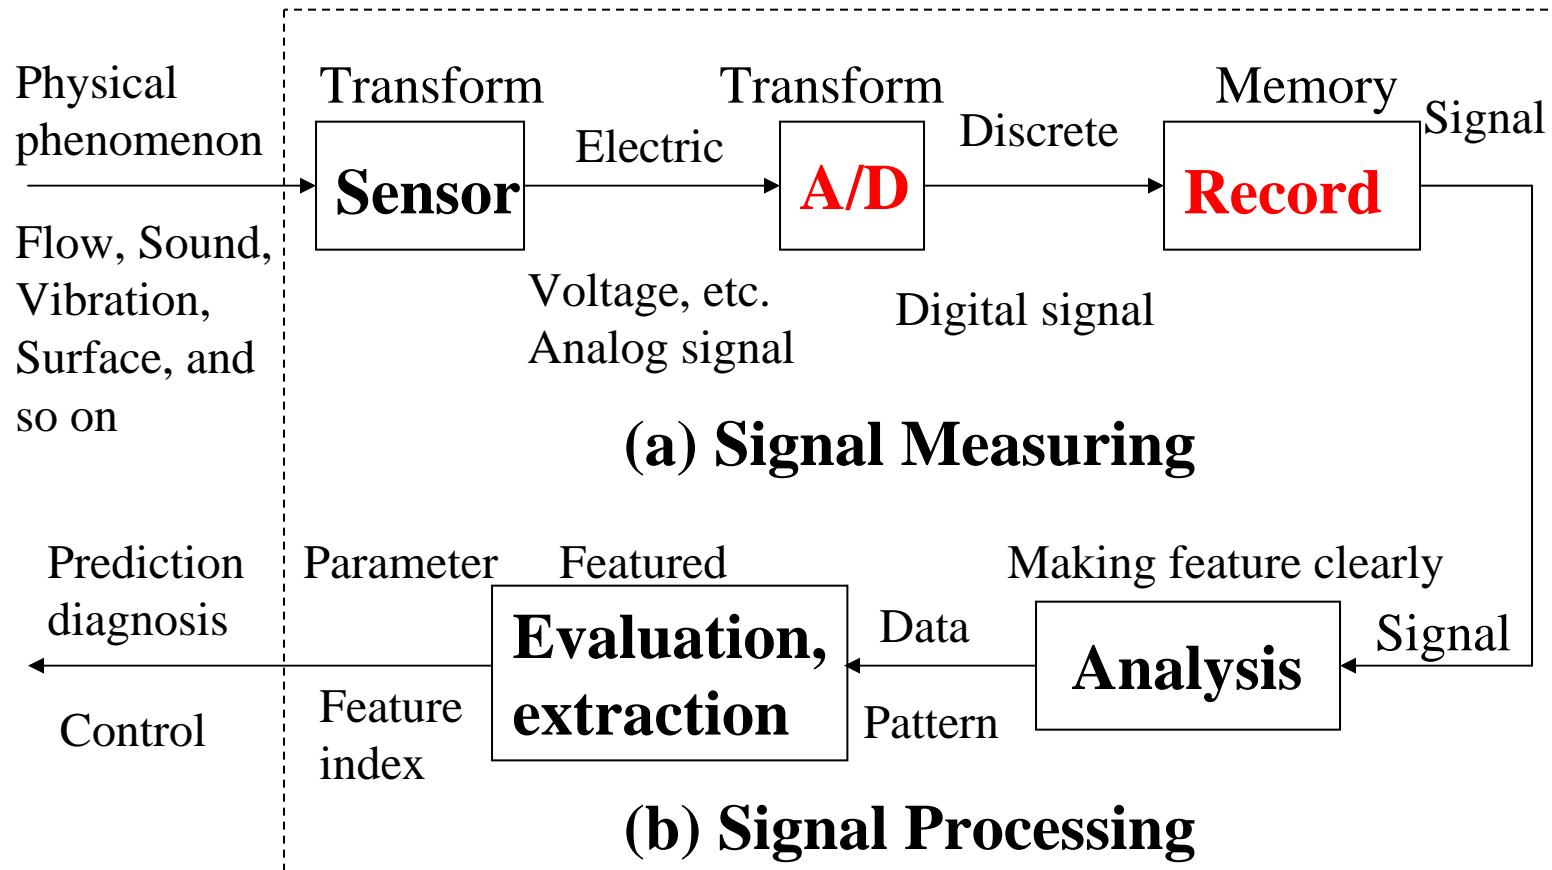 Physical
phenomenon
Flow, Sound,
Vibration,
Surface, and
so on
Transform
Sensor
Electric
Voltage, etc.
Analog signal
Transform
A/D
Discrete
Digital signal
Memory
Record
Signal
(a) Signal Measuring
Signal
Making feature clearly
Analysis
Data
Pattern
Featured
Evaluation,
extraction
Parameter
Feature
index
Prediction
diagnosis
Control
(b) Signal Processing